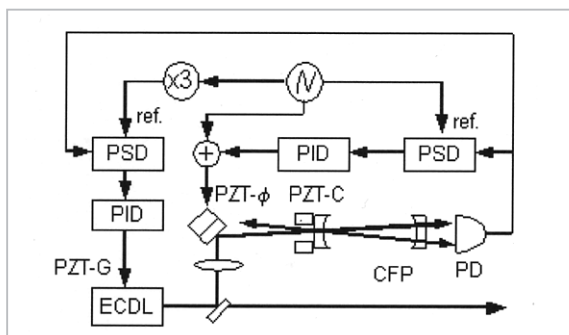 x3
ref.
ref.
PSD
+
PID
PSD
PZT-ϕ
PZT-C
PID
PZT-G
CFP
PD
ECDL